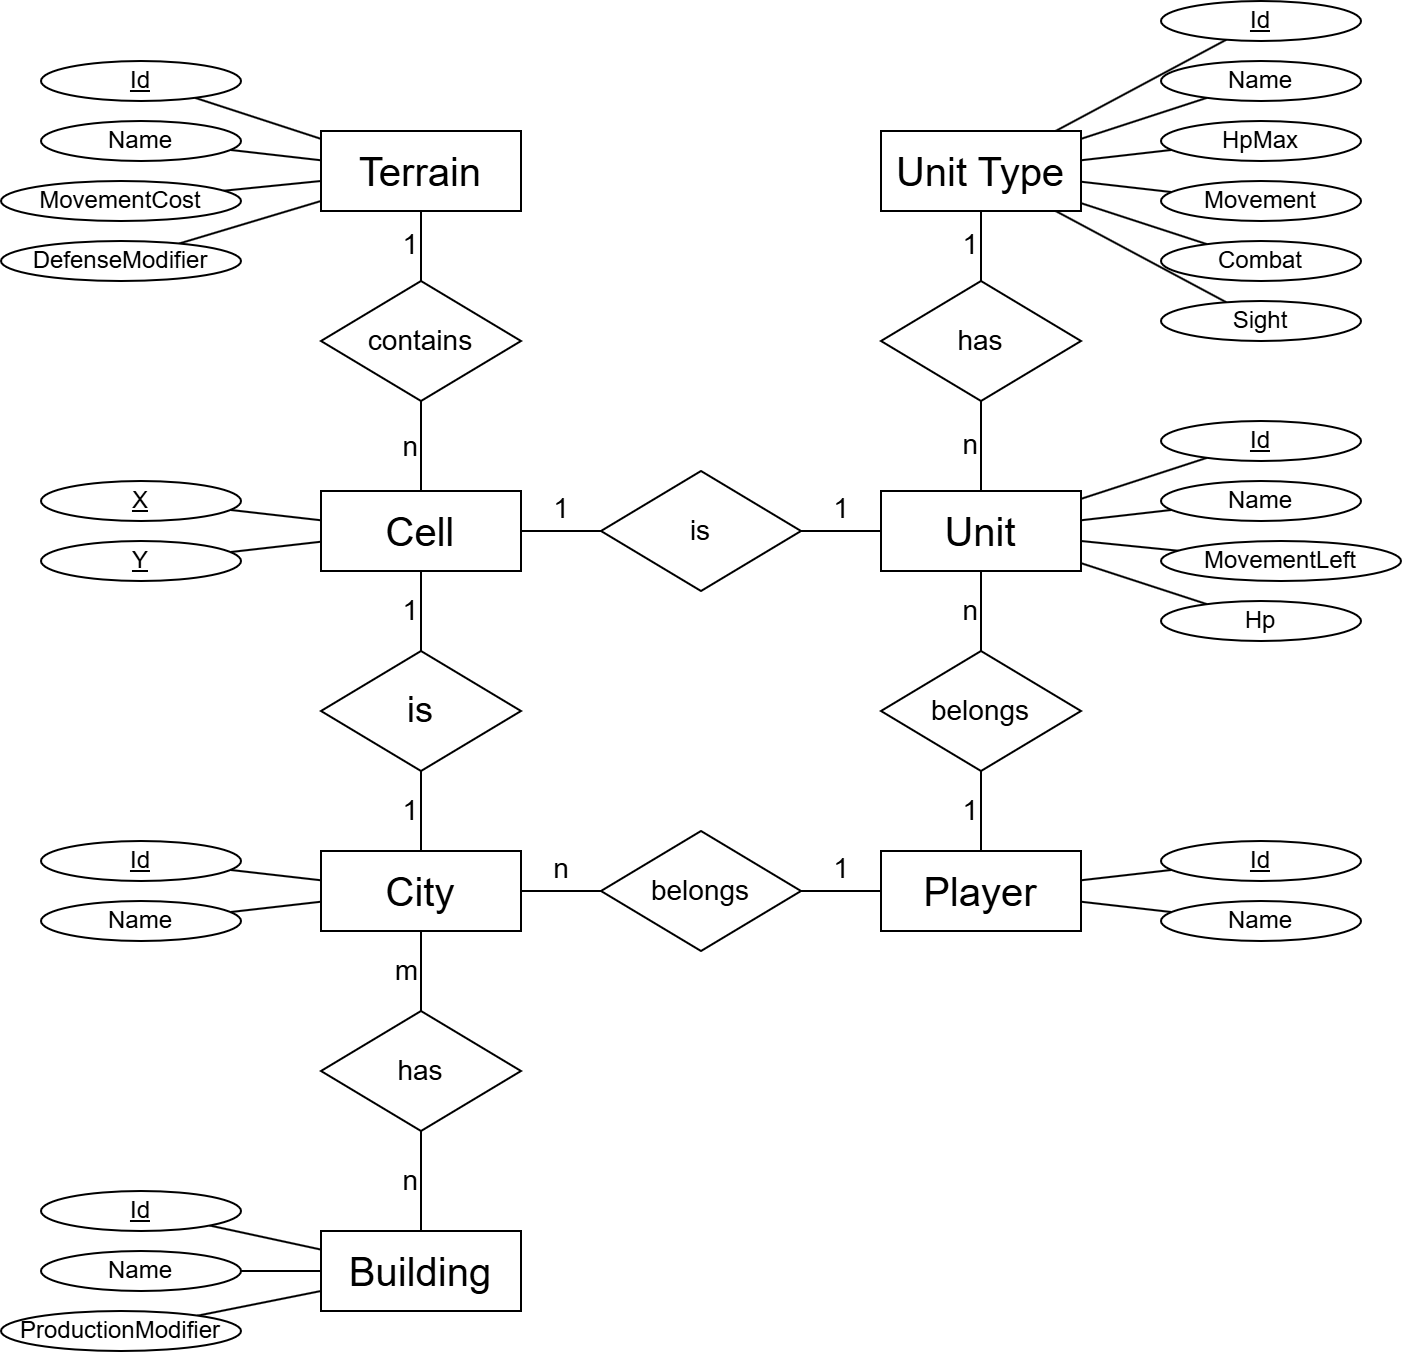 Id
Id
Name
Name
HpMax
Terrain
Unit Type
MovementCost
Movement
1
1
DefenseModifier
Combat
Sight
contains
has
n
n
Id
X
Name
1
1
Cell
is
Unit
Y
MovementLeft
1
n
Hp
is
belongs
1
1
Id
n
1
Id
City
belongs
Player
Name
Name
m
has
n
Id
Name
Building
ProductionModifier